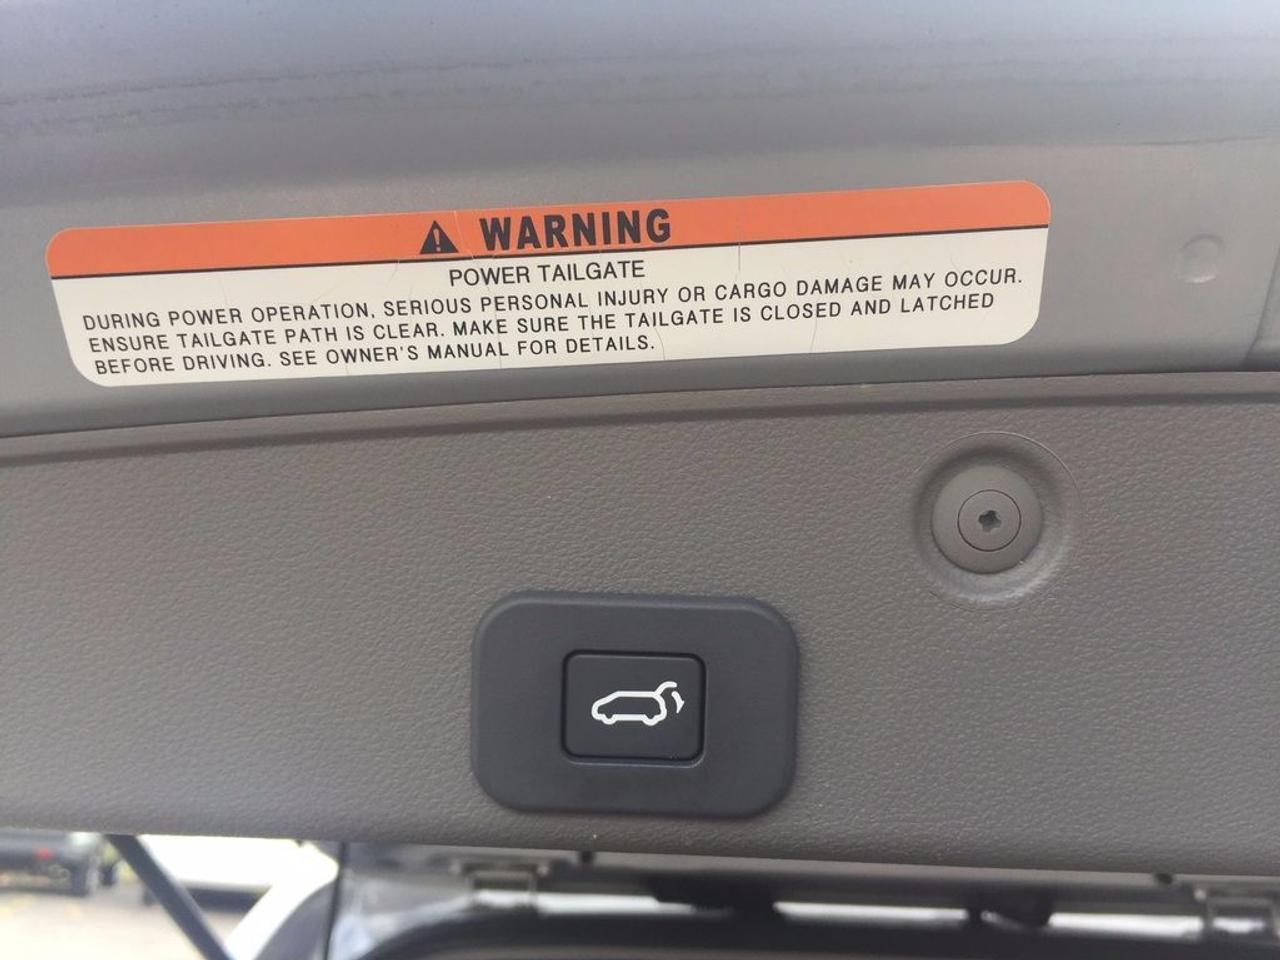 WARNING
POWER TAILGATE
DURING POWER OPERATION, SERIOUS PERSONAL INJURY OR CARGO DAMAGE MAY OCCUR.
ENSURE TAILGATE PATH IS CLEAR. MAKE SURE THE TAILGATE IS CLOSED AND LATCHED
BEFORE DRIVING. SEE OWNER'S MANUAL FOR DETAILS.